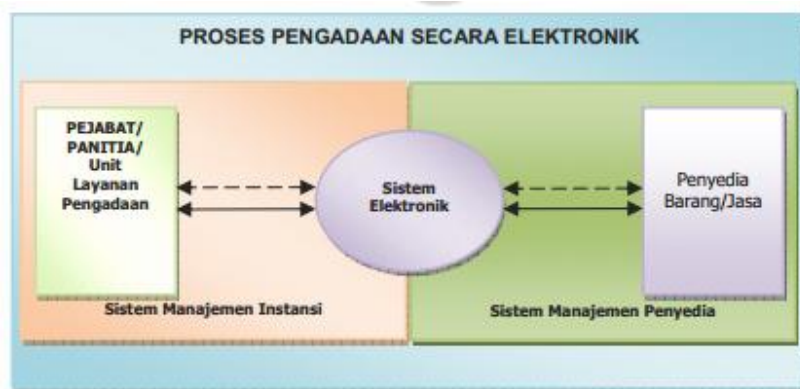 PROSES PENGADAAN SECARA ELEKTRONIK
PEJABAT/
PANITIA/
Unit
Layanan
Pengadaan
Sistem
Elektronik
Penyedia
Barang/Jasa
Sistem Manajemen Instansi
Sistem Manajemen Penyedia